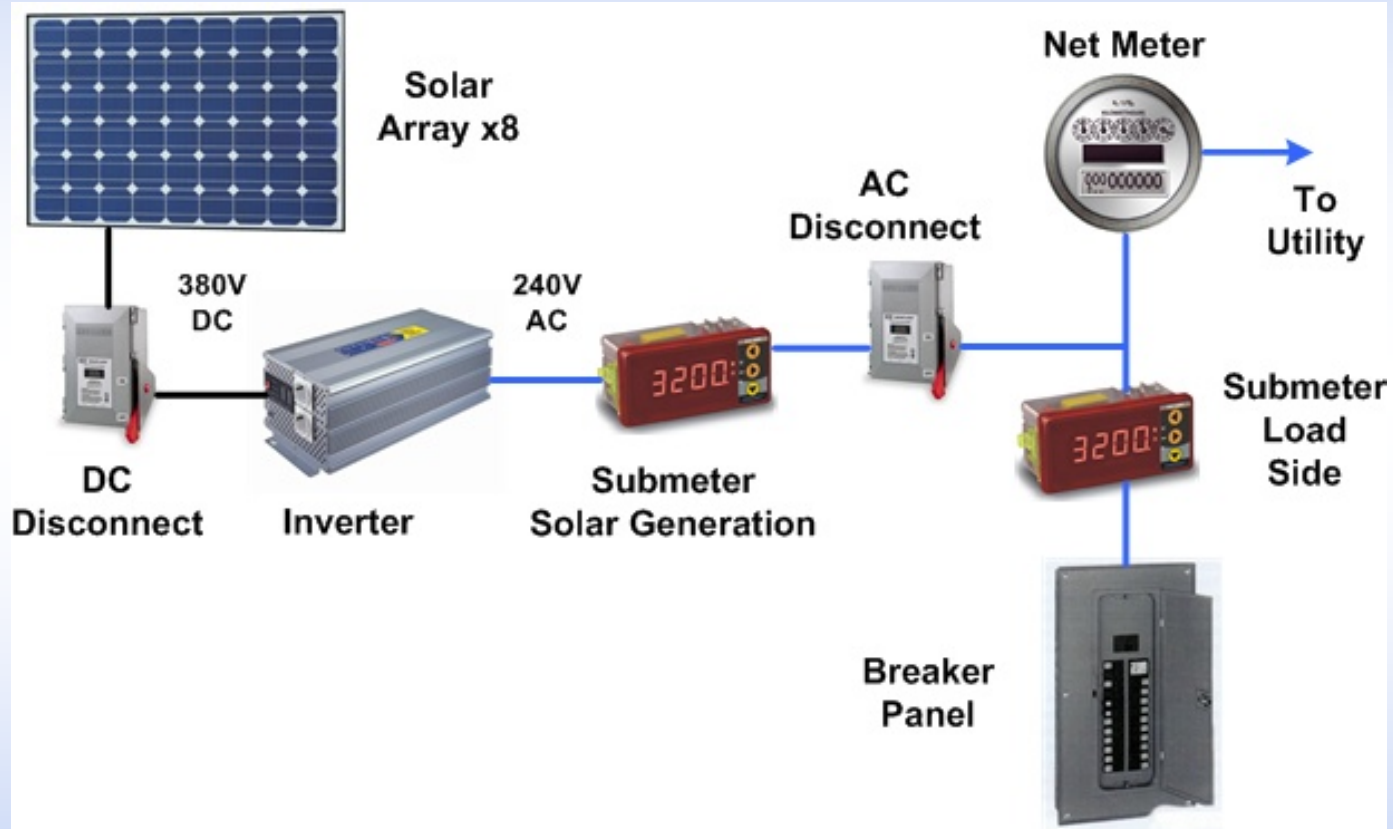 Solar
Array x8
Net Meter
000000
To
Utility
AC
Disconnect
380V
DC
240V
AC
3200.
Submeter
Load
Side
3200.
DC
Disconnect
Inverter
Submeter
Solar Generation
Breaker
Panel